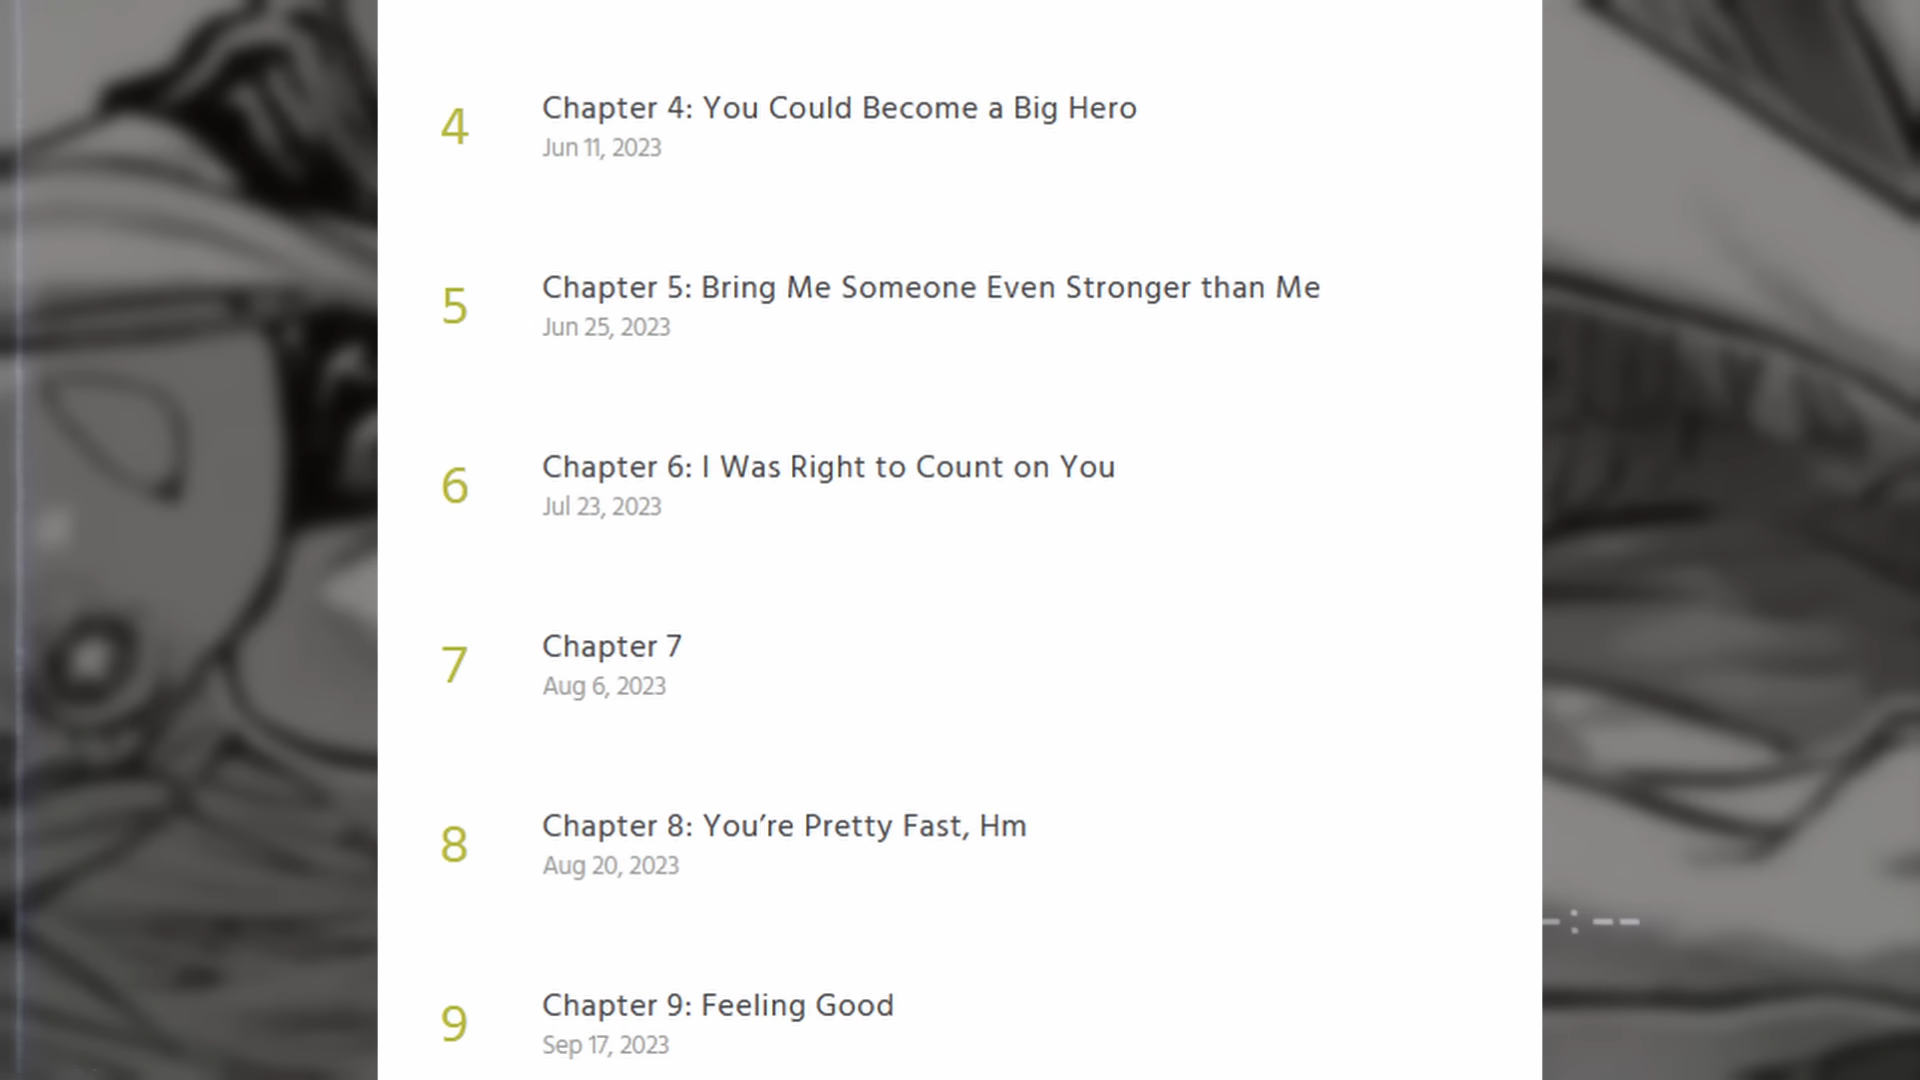 4
Chapter 4: You Could Become a Big Hero
Jun 11, 2023
5
Chapter 5: Bring Me Someone Even Stronger than Me
Jun 25, 2023
6
Chapter 6: I Was Right to Count on You
Jul 23, 2023
7
Chapter 7
Aug 6, 2023
8
Chapter 8: You’re Pretty Fast, Hm
Aug 20, 2023
-:--
9
Chapter 9: Feeling Good
Sep 17, 2023